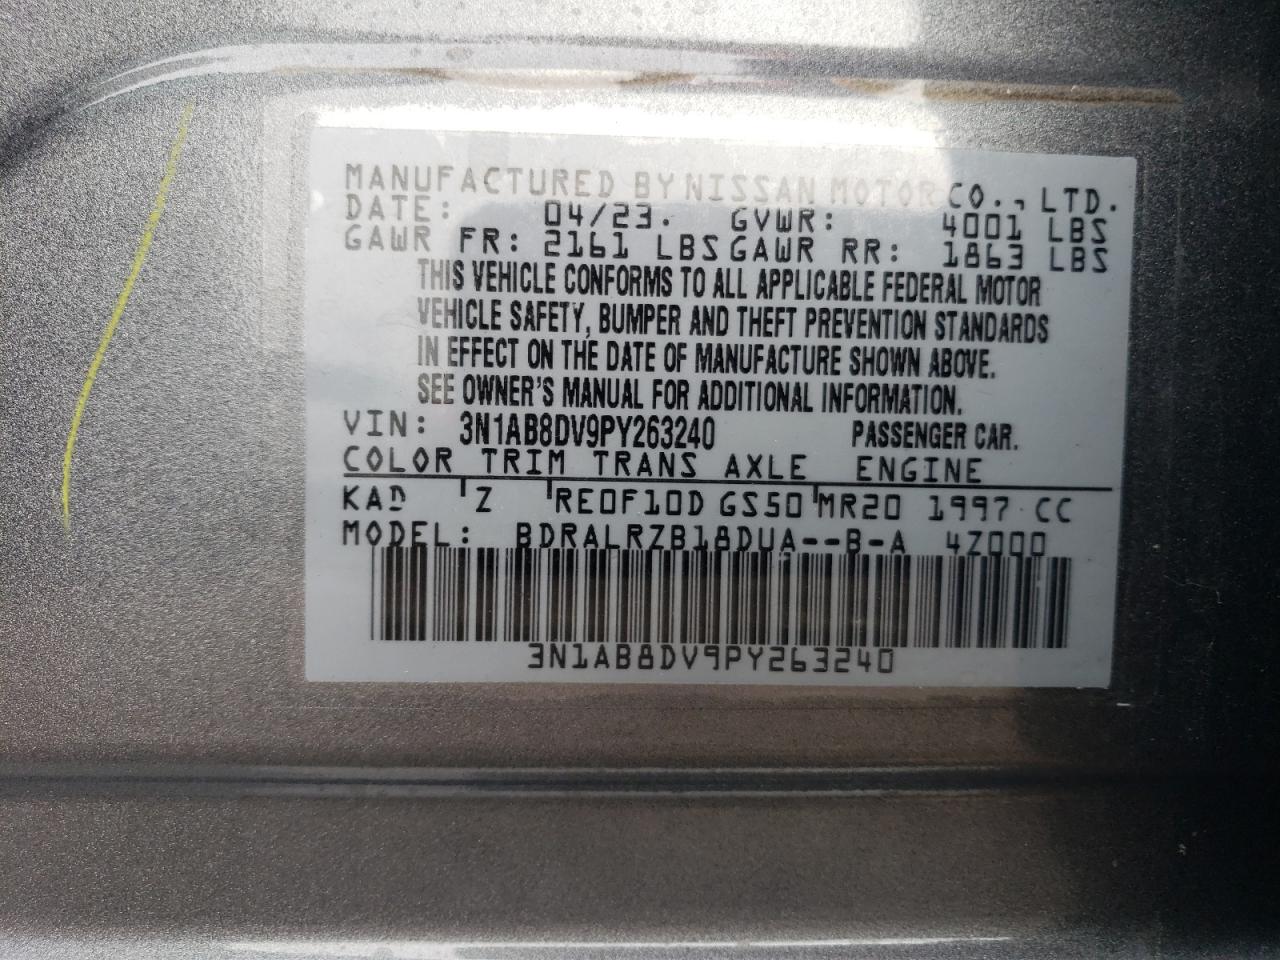 MANUFACTURED BY NISSAN MOTOR CO., LTD.
DATE: 04/23. GVWR: 4001 LBS
GAWR FR: 2161 LBS GAWR RR: 1863 LBS
THIS VEHICLE CONFORMS TO ALL APPLICABLE FEDERAL MOTOR
VEHICLE SAFETY, BUMPER AND THEFT PREVENTION STANDARDS
IN EFFECT ON THE DATE OF MANUFACTURE SHOWN ABOVE.
SEE OWNER'S MANUAL FOR ADDITIONAL INFORMATION.
VIN: 3N1AB8DV9PY263240 PASSENGER CAR.
COLOR TRIM TRANS AXLE ENGINE
KAD Z RE0F10D GS50 MR20 1997 CC
MODEL: BDRALRZB18DUA--B-A 4Z000
3N1AB8DV9PY263240